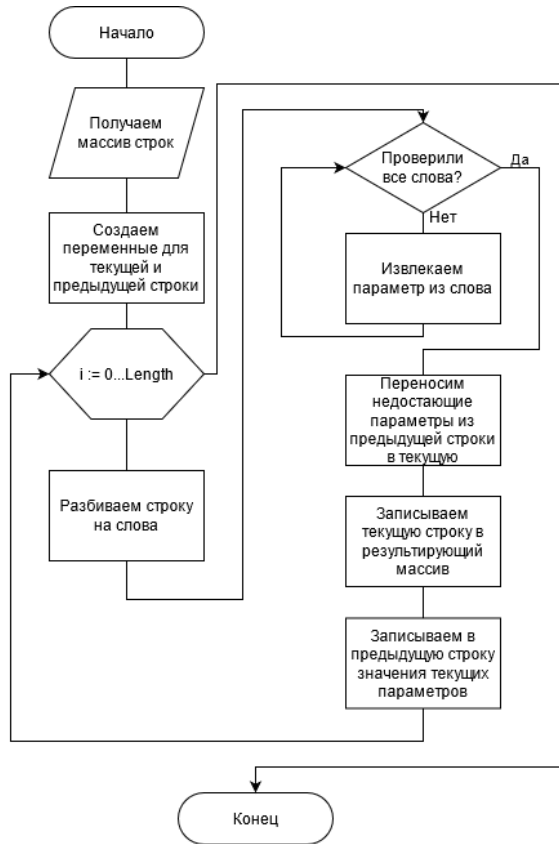 Начало
Получаем
массив строк
Создаем
переменные для
текущей и
предыдущей строки
i := 0...Length
Разбиваем строку
на слова
Проверили
все слова?
Да
Нет
Извлекаем
параметр из слова
Переносим
недостающие
параметры из
предыдущей строки
в текущую
Записываем
текущую строку в
результирующий
массив
Записываем в
предыдущую строку
значения текущих
параметров
Конец